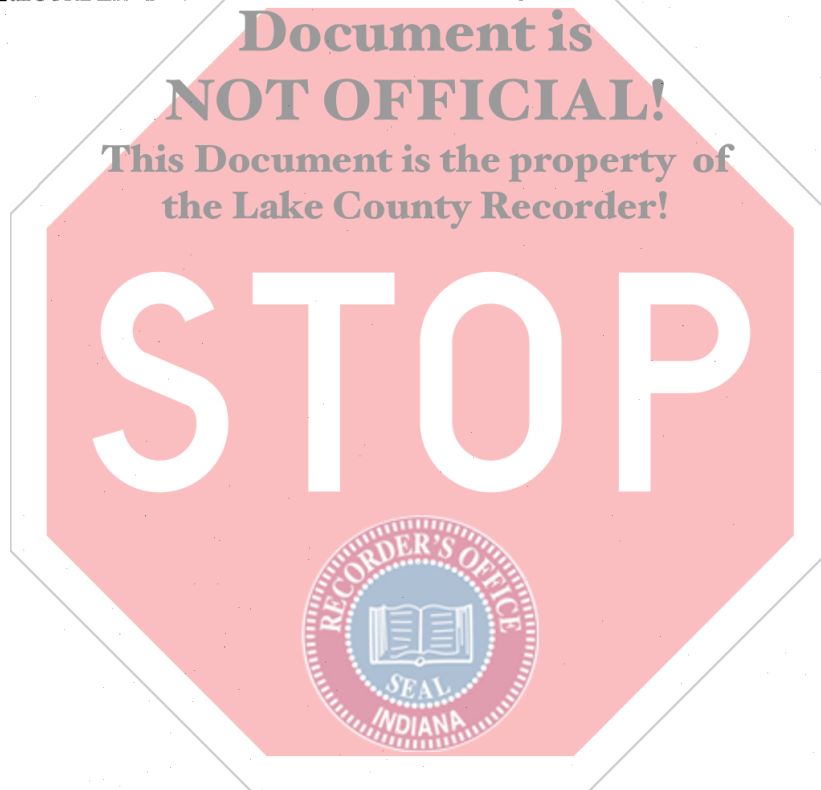 Document is
NOT OFFICIAL!
This Document is the property of
the Lake County Recorder!
STOP
RECORDER'S OFFICE
SEAL
INDIANA